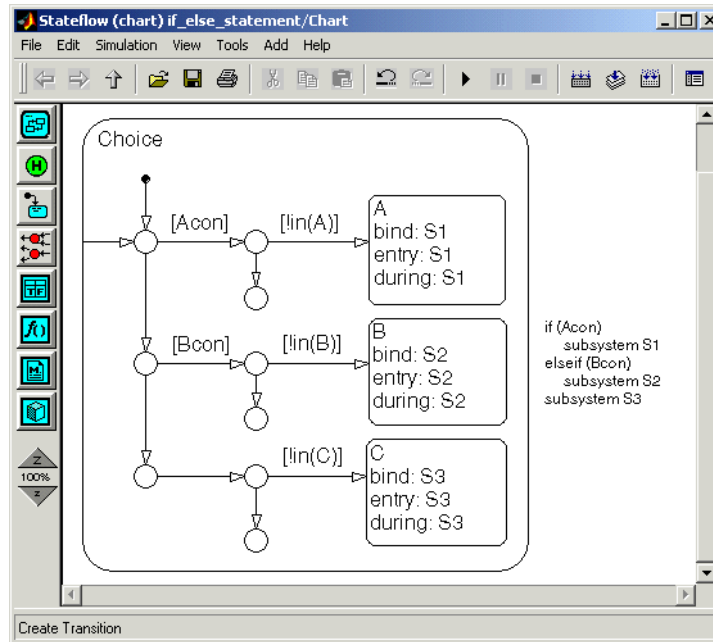 Stateflow (chart) if_else_statement/Chart
File Edit Simulation View Tools Add Help
Choice
[Acon] [!in(A)]
A
bind: S1
entry: S1
during: S1
[Bcon] [!in(B)]
B
bind: S2
entry: S2
during: S2
[!in(C)]
C
bind: S3
entry: S3
during: S3
if (Acon)
subsystem S1
elseif (Bcon)
subsystem S2
subsystem S3
H
TF
f()
M
Z
100%
z
Create Transition